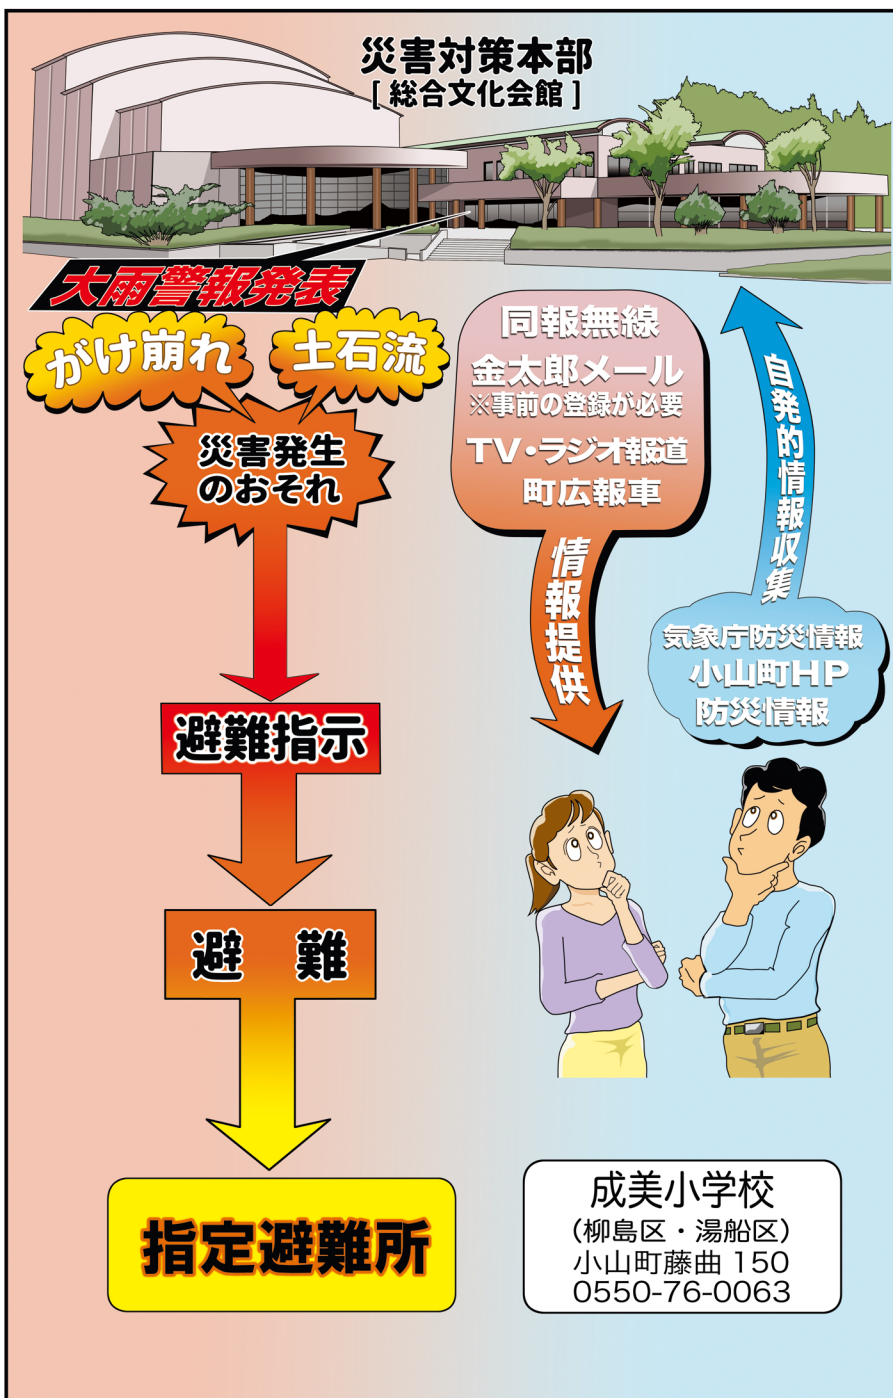 災害対策本部
[ 総合文化会館 ]
大雨警報発表
がけ崩れ
土石流
災害発生
のおそれ
避難指示
避 難
指定避難所
同報無線
金太郎メール
※事前の登録が必要
TV・ラジオ報道
町広報車
情報提供
自発的情報収集
気象庁防災情報
小山町HP
防災情報
成美小学校
(柳島区・湯船区)
小山町藤曲 150
0550-76-0063